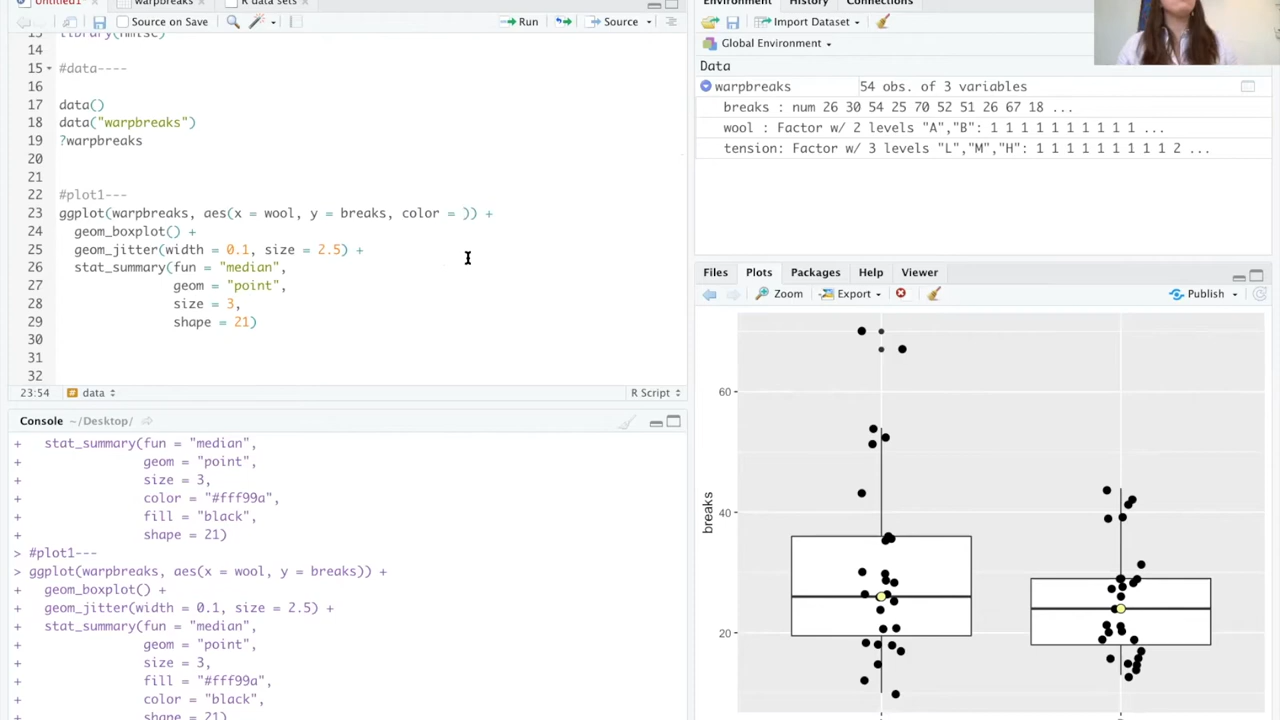 Untitled1* warpbreaks R data sets
Source on Save Run Source
13 library(Hmisc)
14
15 #data----
16
17 data()
18 data("warpbreaks")
19 ?warpbreaks
20
21
22 #plot1---
23 ggplot(warpbreaks, aes(x = wool, y = breaks, color = )) +
24 geom_boxplot() +
25 geom_jitter(width = 0.1, size = 2.5) +
26 stat_summary(fun = "median",
27 geom = "point",
28 size = 3,
29 shape = 21)
30
31
32
23:54 data R Script
Console ~/Desktop/
+ stat_summary(fun = "median",
+ geom = "point",
+ size = 3,
+ color = "#fff99a",
+ fill = "black",
+ shape = 21)
> #plot1---
> ggplot(warpbreaks, aes(x = wool, y = breaks)) +
+ geom_boxplot() +
+ geom_jitter(width = 0.1, size = 2.5) +
+ stat_summary(fun = "median",
+ geom = "point",
+ size = 3,
+ fill = "#fff99a",
+ color = "black",
+ shape = 21)
Environment History Connections
Import Dataset
Global Environment
Data
warpbreaks 54 obs. of 3 variables
breaks : num 26 30 54 25 70 52 51 26 67 18 ...
wool : Factor w/ 2 levels "A","B": 1 1 1 1 1 1 1 1 1 1 ...
tension: Factor w/ 3 levels "L","M","H": 1 1 1 1 1 1 1 1 1 2 ...
Files Plots Packages Help Viewer
Zoom Export Publish
60
40
20
breaks